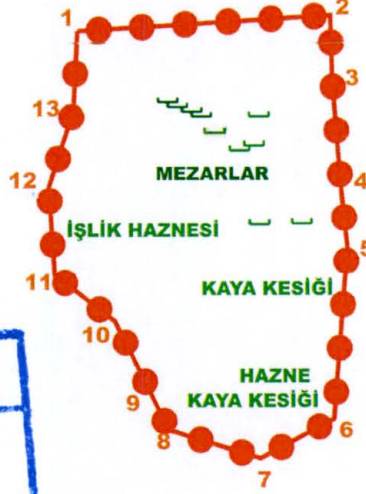 1
2
3
13
MEZARLAR
12
4
İŞLİK HAZNESİ
5
11
KAYA KESİĞİ
10
HAZNE
9
KAYA KESİĞİ
8
6
7